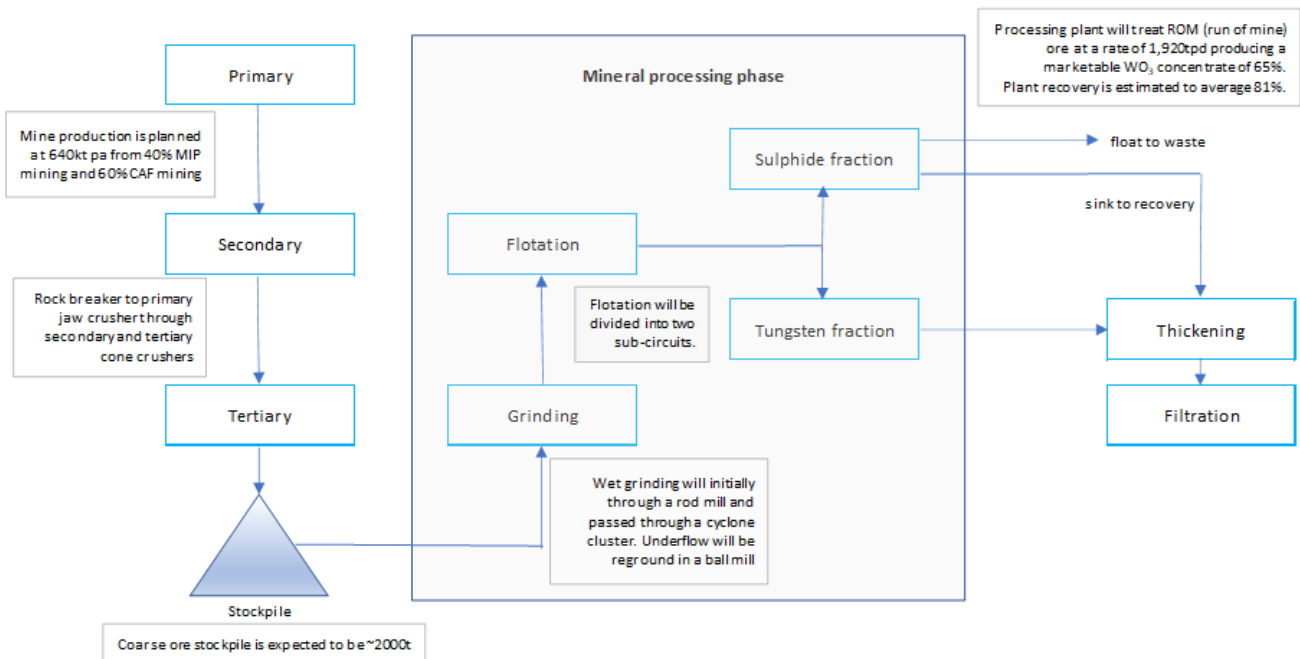 Primary
Mine production is planned
at 640kt pa from 40% MIP
mining and 60% CAF mining
Secondary
Rock breaker to primary
jaw crushert through
secondary and tertiary
cone crushers
Tertiary
Stockpile
Coarse ore stockpile is expected to be ~2000t
Mineral processing phase
Sulphide fraction
Flotation
Flotation will be
divided into two
sub-circuits.
Tungsten fraction
Grinding
Wet grinding will initially
through a rod mill and
passed through a cyclone
cluster. Underflow will be
reground in a ball mill
Processing plant will treat ROM (run of mine)
ore at a rate of 1,920tpd producing a
marketable WO₃ concentrate of 65%.
Plant recovery is estimated to average 81%.
float to waste
sink to recovery
Thickening
Filtration